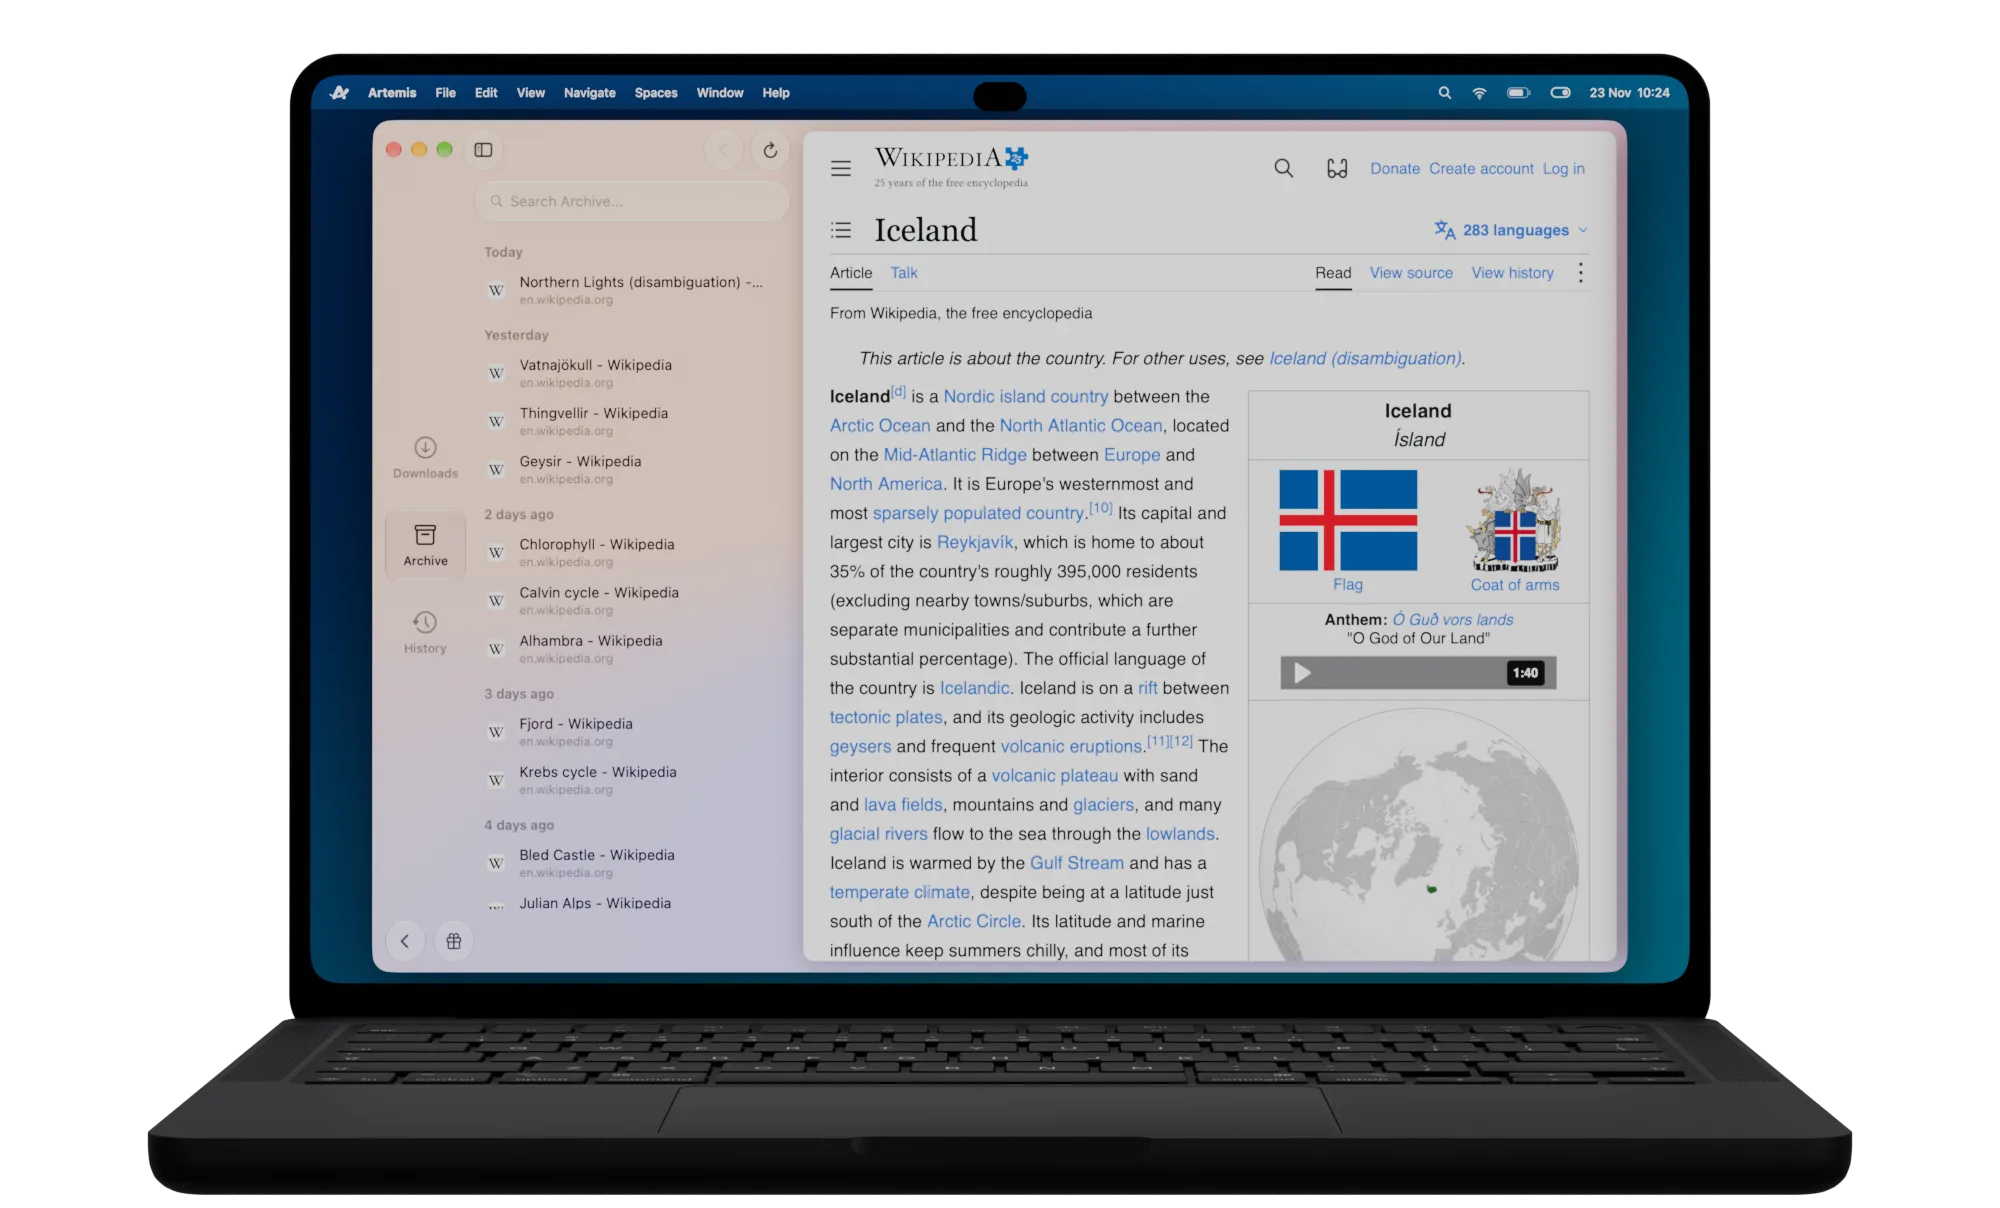 Artemis File Edit View Navigate Spaces Window Help
23 Nov 10:24
Search Archive...
Today
Northern Lights (disambiguation) -...
en.wikipedia.org
Yesterday
Vatnajökull - Wikipedia
en.wikipedia.org
Thingvellir - Wikipedia
en.wikipedia.org
Geysir - Wikipedia
en.wikipedia.org
2 days ago
Chlorophyll - Wikipedia
en.wikipedia.org
Calvin cycle - Wikipedia
en.wikipedia.org
Alhambra - Wikipedia
en.wikipedia.org
3 days ago
Fjord - Wikipedia
en.wikipedia.org
Krebs cycle - Wikipedia
en.wikipedia.org
4 days ago
Bled Castle - Wikipedia
en.wikipedia.org
Julian Alps - Wikipedia
Downloads
Archive
History
WIKIPEDIA 25
25 years of the free encyclopedia
Donate Create account Log in
Iceland
283 languages
Article Talk
Read View source View history
From Wikipedia, the free encyclopedia
This article is about the country. For other uses, see Iceland (disambiguation).
Iceland[d] is a Nordic island country between the
Arctic Ocean and the North Atlantic Ocean, located
on the Mid-Atlantic Ridge between Europe and
North America. It is Europe's westernmost and
most sparsely populated country.[10] Its capital and
largest city is Reykjavík, which is home to about
35% of the country's roughly 395,000 residents
(excluding nearby towns/suburbs, which are
separate municipalities and contribute a further
substantial percentage). The official language of
the country is Icelandic. Iceland is on a rift between
tectonic plates, and its geologic activity includes
geysers and frequent volcanic eruptions.[11][12] The
interior consists of a volcanic plateau with sand
and lava fields, mountains and glaciers, and many
glacial rivers flow to the sea through the lowlands.
Iceland is warmed by the Gulf Stream and has a
temperate climate, despite being at a latitude just
south of the Arctic Circle. Its latitude and marine
influence keep summers chilly, and most of its
Iceland
Ísland
Flag
Coat of arms
Anthem: Ó Guð vors lands
"O God of Our Land"
1:40